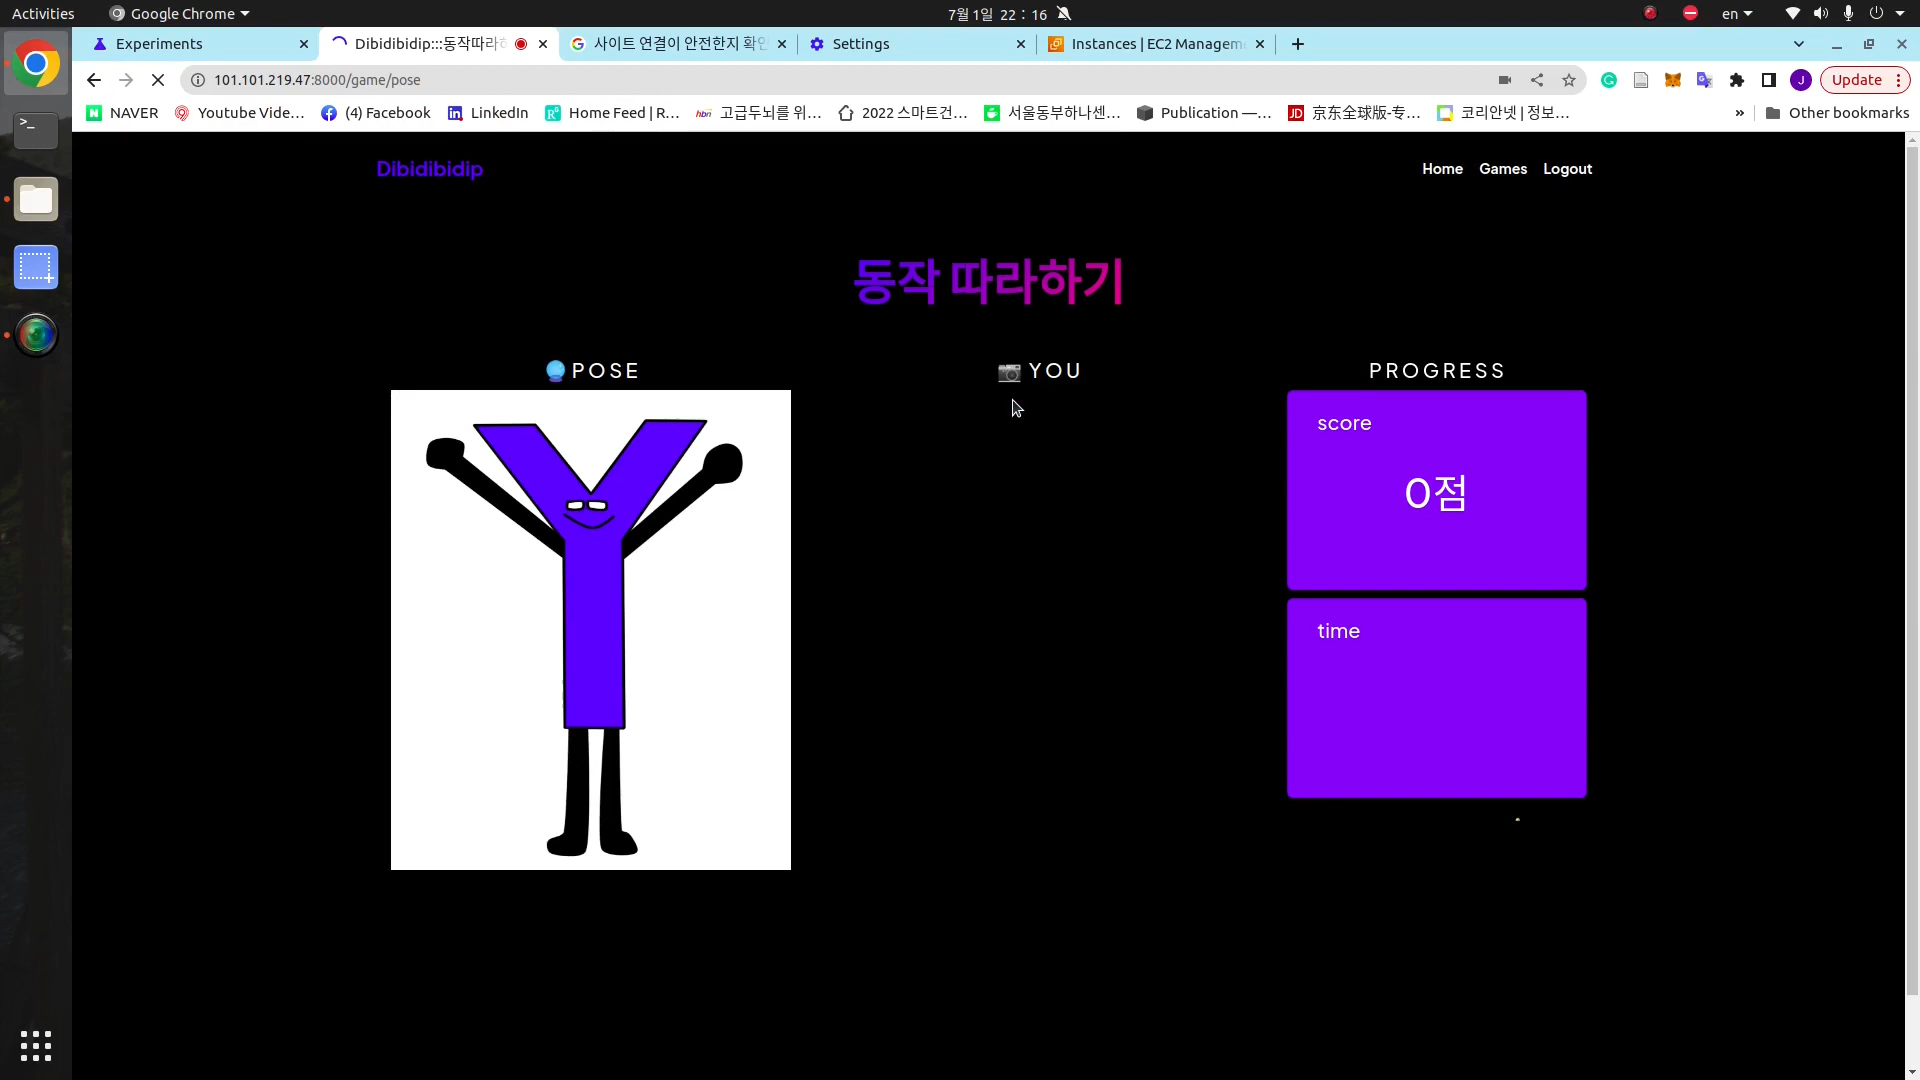 Activities
Google Chrome
7월 1일 22 : 16
en
Experiments
Dibidibidip:::동작따라
사이트 연결이 안전한지 확인
Settings
Instances | EC2 Managem
101.101.219.47:8000/game/pose
Update
NAVER
Youtube Vide...
(4) Facebook
LinkedIn
Home Feed | R...
고급두뇌를 위...
2022 스마트건...
서울동부하나센...
Publication —...
京东全球版-专...
코리안넷 | 정보...
»
Other bookmarks
Dibidibidip
Home
Games
Logout
동작 따라하기
POSE
YOU
PROGRESS
score
0점
time